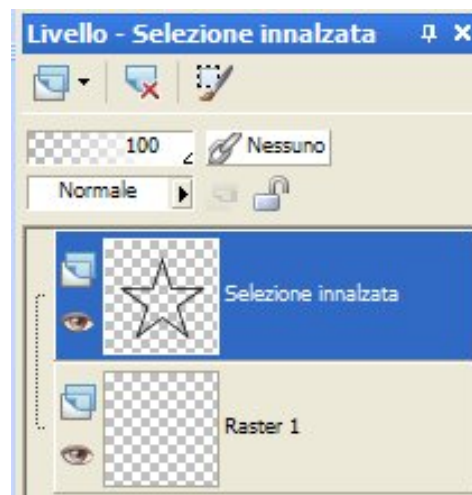 Livello - Selezione innalzata
100
Nessuno
Normale
Selezione innalzata
Raster 1